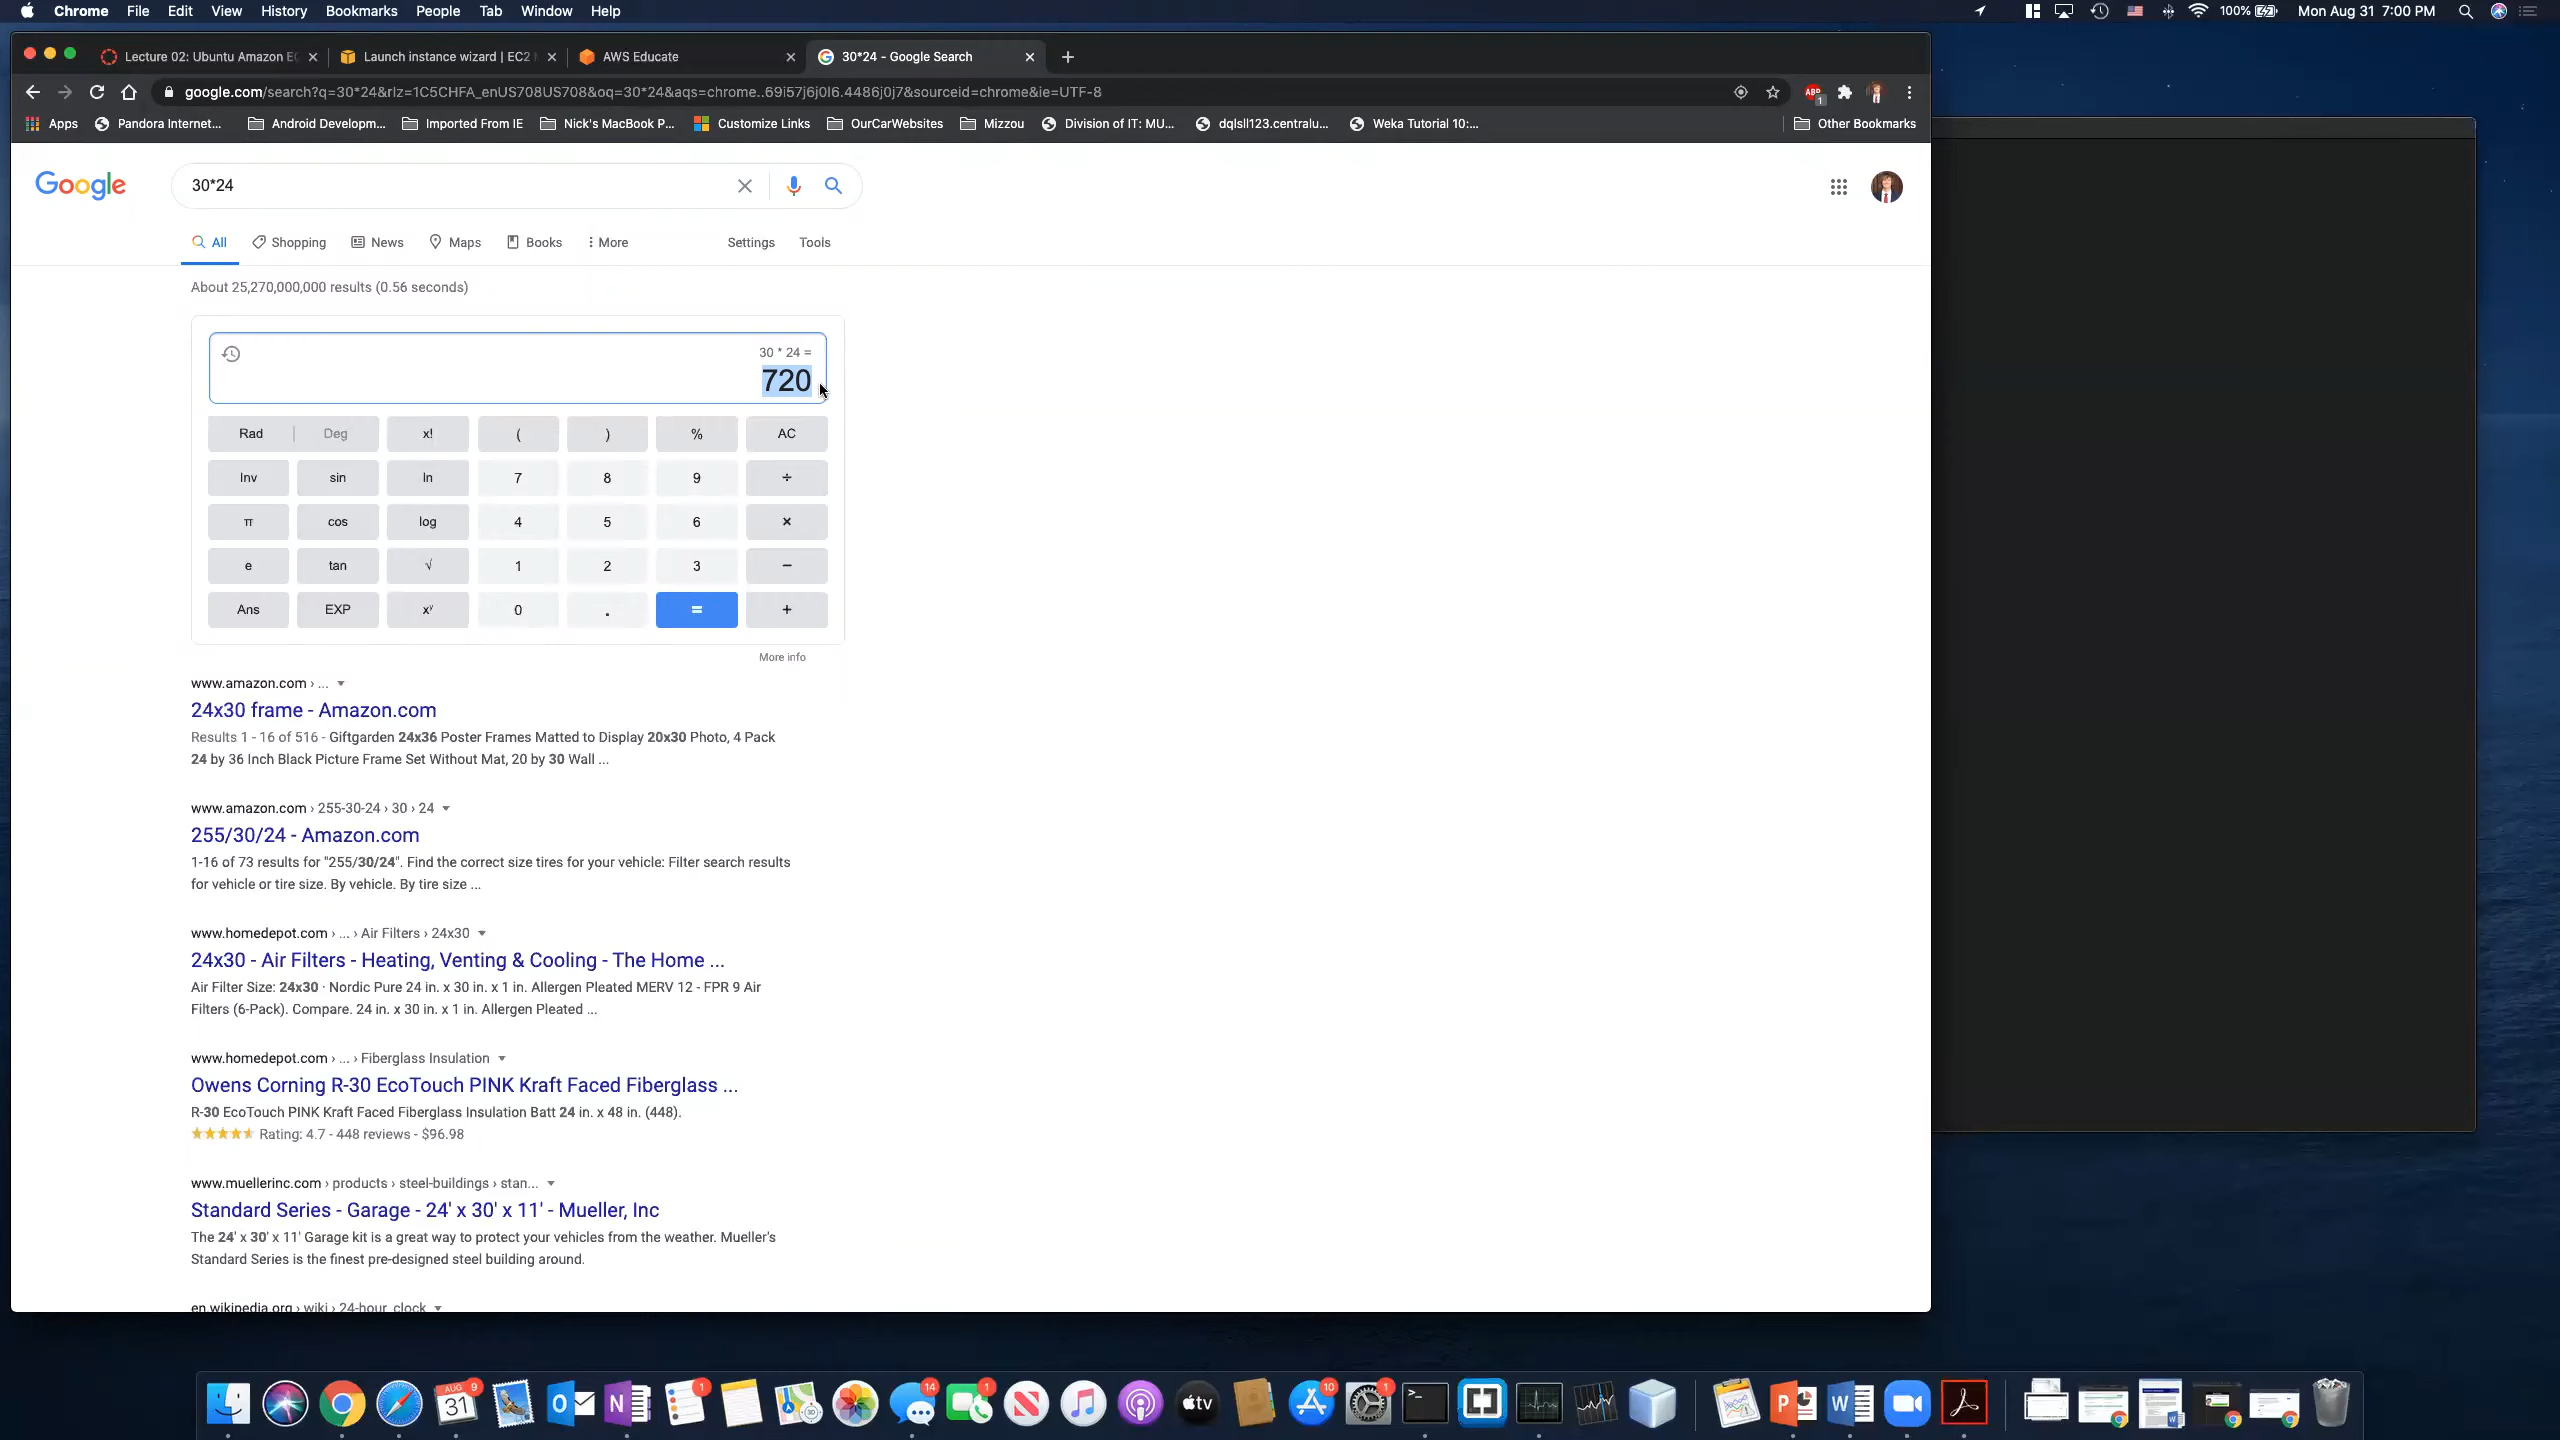 Chrome File Edit View History Bookmarks People Tab Window Help
100% Mon Aug 31 7:00 PM
Lecture 02: Ubuntu Amazon EC
Launch instance wizard | EC2
AWS Educate
30*24 - Google Search
google.com/search?q=30*24&rlz=1C5CHFA_enUS708US708&oq=30*24&aqs=chrome..69i57j6j0l6.4486j0j7&sourceid=chrome&ie=UTF-8
ABP 1
Apps Pandora Internet... Android Developm... Imported From IE Nick's MacBook P... Customize Links OurCarWebsites Mizzou Division of IT: MU... dqlsll123.centralu... Weka Tutorial 10:... Other Bookmarks
Google
30*24
All Shopping News Maps Books More Settings Tools
About 25,270,000,000 results (0.56 seconds)
30 * 24 =
720
Rad | Deg x! ( ) % AC
Inv sin ln 7 8 9 ÷
π cos log 4 5 6 ×
e tan √ 1 2 3 −
Ans EXP xʸ 0 . = +
More info
www.amazon.com › ...
24x30 frame - Amazon.com
Results 1 - 16 of 516 - Giftgarden 24x36 Poster Frames Matted to Display 20x30 Photo, 4 Pack
24 by 36 Inch Black Picture Frame Set Without Mat, 20 by 30 Wall ...
www.amazon.com › 255-30-24 › 30 › 24
255/30/24 - Amazon.com
1-16 of 73 results for "255/30/24". Find the correct size tires for your vehicle: Filter search results
for vehicle or tire size. By vehicle. By tire size ...
www.homedepot.com › ... › Air Filters › 24x30
24x30 - Air Filters - Heating, Venting & Cooling - The Home ...
Air Filter Size: 24x30 · Nordic Pure 24 in. x 30 in. x 1 in. Allergen Pleated MERV 12 - FPR 9 Air
Filters (6-Pack). Compare. 24 in. x 30 in. x 1 in. Allergen Pleated ...
www.homedepot.com › ... › Fiberglass Insulation
Owens Corning R-30 EcoTouch PINK Kraft Faced Fiberglass ...
R-30 EcoTouch PINK Kraft Faced Fiberglass Insulation Batt 24 in. x 48 in. (448).
Rating: 4.7 - 448 reviews - $96.98
www.muellerinc.com › products › steel-buildings › stan...
Standard Series - Garage - 24' x 30' x 11' - Mueller, Inc
The 24' x 30' x 11' Garage kit is a great way to protect your vehicles from the weather. Mueller's
Standard Series is the finest pre-designed steel building around.
en.wikipedia.org › wiki › 24-hour_clock
AUG 31 9 1 14 1 tv 10 1